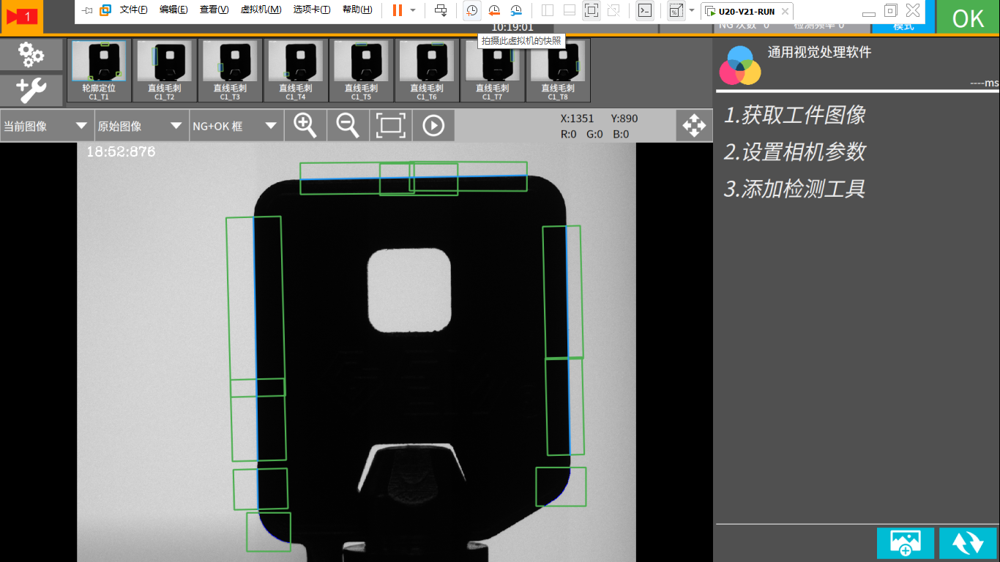 1
文件(F) 编辑(E) 查看(V) 虚拟机(M) 选项卡(T) 帮助(H)
U20-V21-RUN
OK
10:19:01
NG 次数 0 检测频率 0 模式
拍摄此虚拟机的快照
轮廓定位
C1_T1
直线毛刺
C1_T2
直线毛刺
C1_T3
直线毛刺
C1_T4
直线毛刺
C1_T5
直线毛刺
C1_T6
直线毛刺
C1_T7
直线毛刺
C1_T8
通用视觉处理软件
----ms
当前图像 原始图像 NG+OK 框
X:1351 Y:890
R:0 G:0 B:0
18:52:876
1.获取工件图像
2.设置相机参数
3.添加检测工具